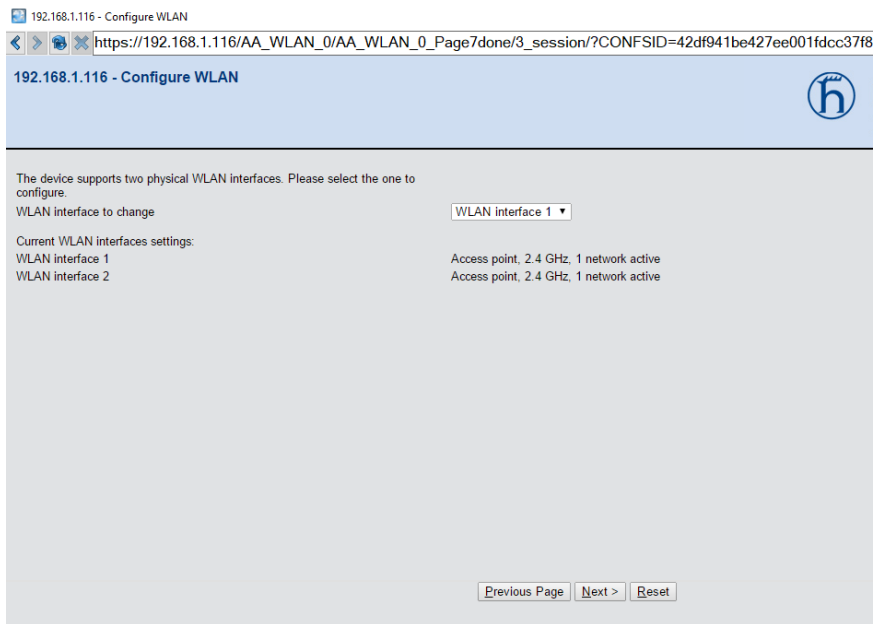 192.168.1.116 - Configure WLAN
https://192.168.1.116/AA_WLAN_0/AA_WLAN_0_Page7done/3_session/?CONFSID=42df941be427ee001fdcc37f8
192.168.1.116 - Configure WLAN
The device supports two physical WLAN interfaces. Please select the one to
configure.
WLAN interface to change WLAN interface 1
Current WLAN interfaces settings:
WLAN interface 1 Access point, 2.4 GHz, 1 network active
WLAN interface 2 Access point, 2.4 GHz, 1 network active
Previous Page Next > Reset